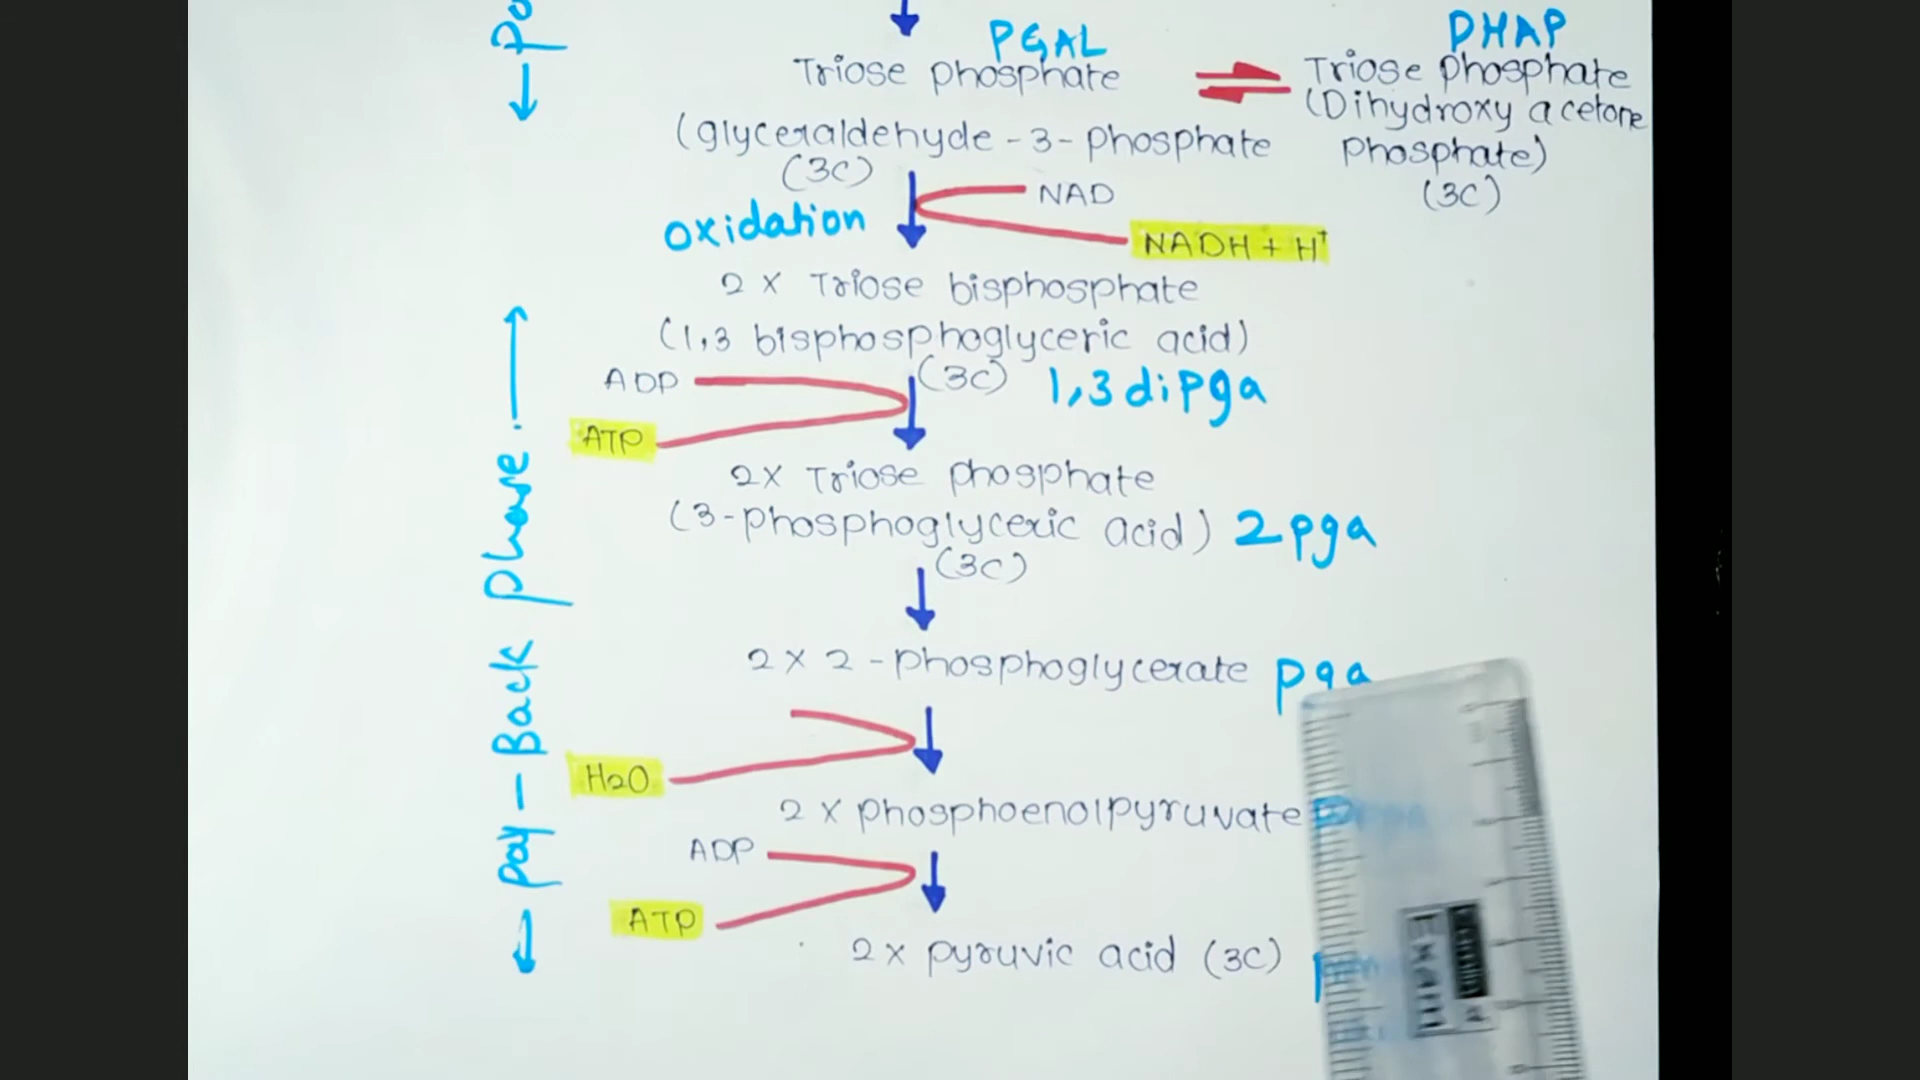 PGAL
DHAP
Triose phosphate
Triose phosphate
(Dihydroxy acetone
phosphate)
(3C)
(glyceraldehyde-3-phosphate
(3C)
NAD
oxidation
NADH + H+
2 x Triose bisphosphate
(1,3 bisphosphoglyceric acid)
ADP
(3C)
1,3 dipga
ATP
2x Triose phosphate
(3-phosphoglyceric acid) 2pga
(3C)
2 x 2-phosphoglycerate pga
H2O
2 x phosphoenolpyruvate
ADP
ATP
2 x pyruvic acid (3C)
Pay-Back phase
EXAM